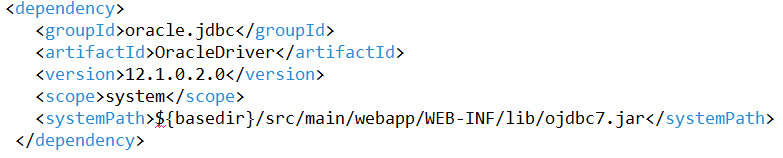 <dependency>
<groupId>oracle.jdbc</groupId>
<artifactId>OracleDriver</artifactId>
<version>12.1.0.2.0</version>
<scope>system</scope>
<systemPath>${basedir}/src/main/webapp/WEB-INF/lib/ojdbc7.jar</systemPath>
</dependency>